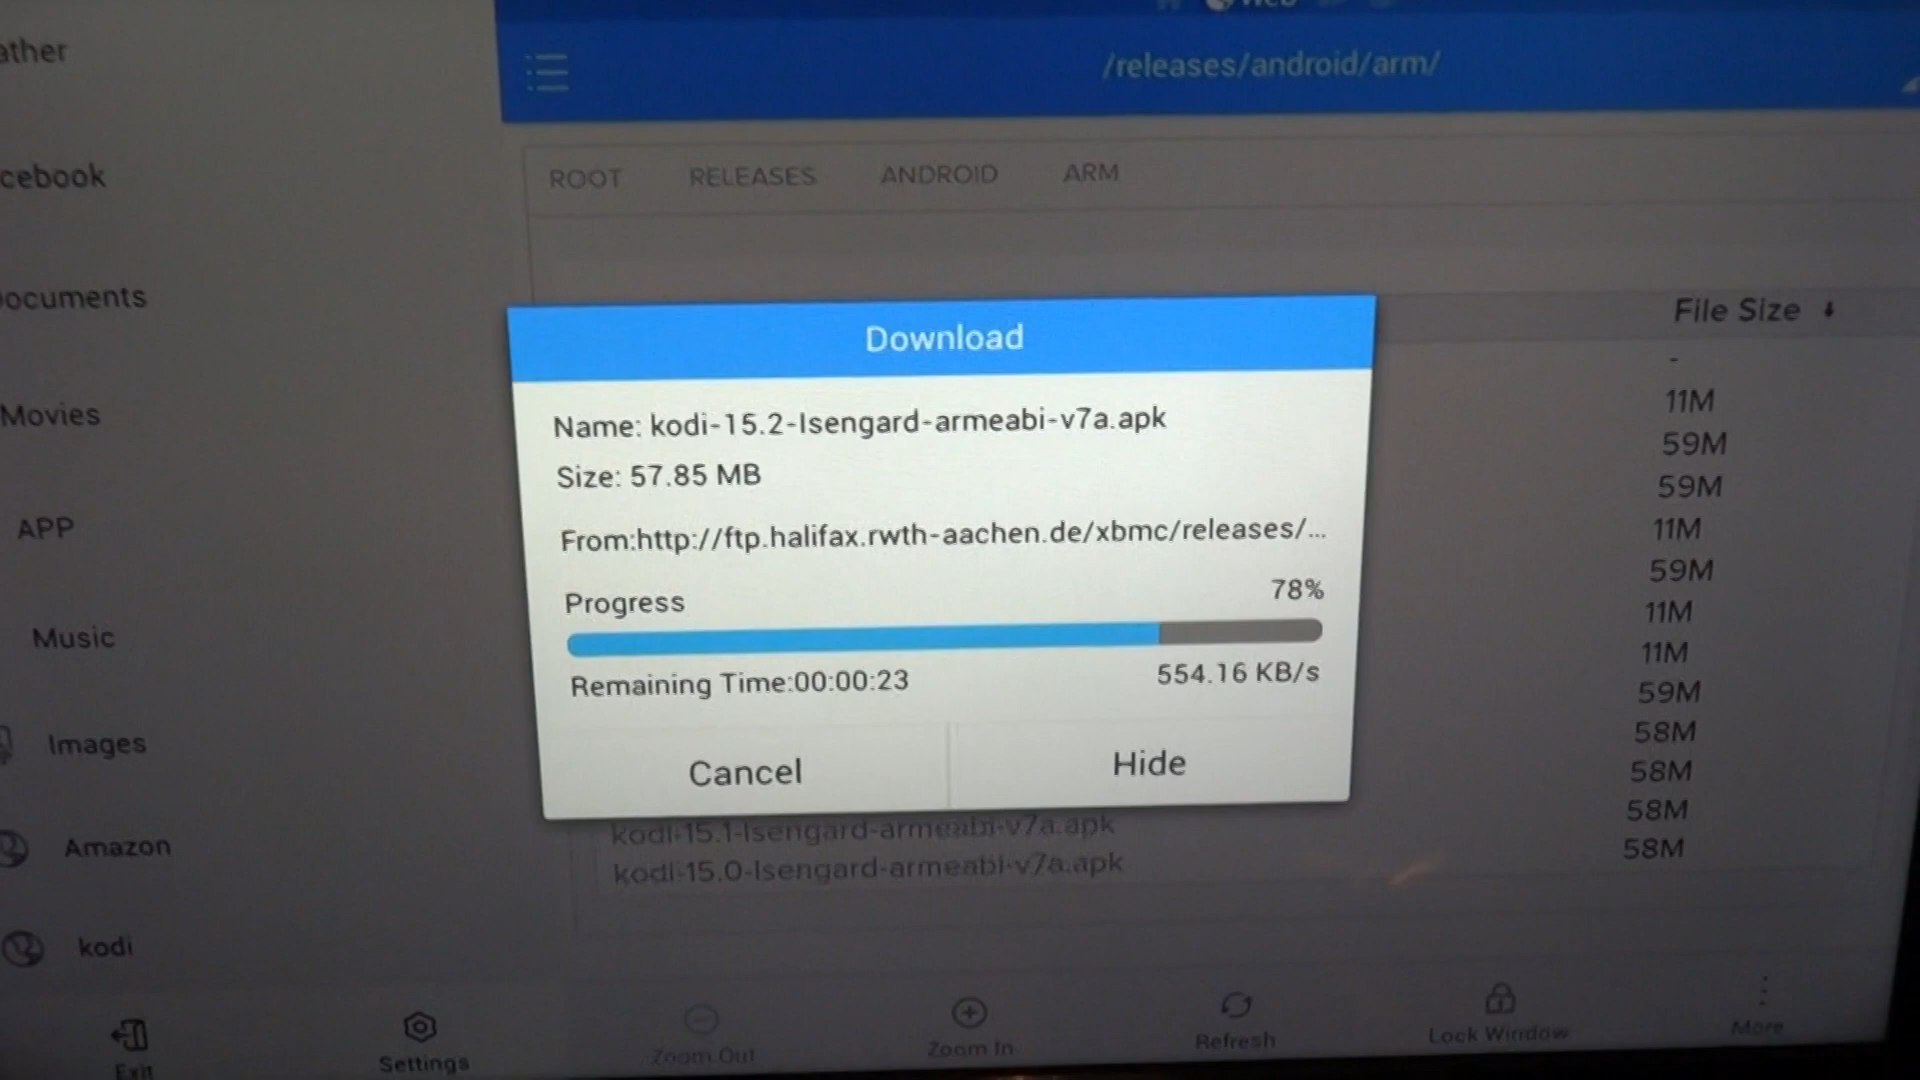 Web
/releases/android/arm/
ather
cebook
ocuments
Movies
APP
Music
Images
Amazon
kodi
Exit
Settings
ROOT RELEASES ANDROID ARM
File Size
-
11M
59M
59M
11M
59M
11M
11M
59M
58M
58M
58M
58M
Download
Name: kodi-15.2-Isengard-armeabi-v7a.apk
Size: 57.85 MB
From:http://ftp.halifax.rwth-aachen.de/xbmc/releases/...
Progress 78%
Remaining Time:00:00:23 554.16 KB/s
Cancel Hide
kodi-15.1-Isengard-armeabi-v7a.apk
kodi-15.0-Isengard-armeabi-v7a.apk
Zoom Out Zoom In Refresh Lock Window More